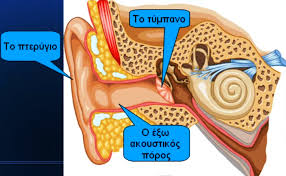 Το τύμπανο
Το πτερύγιο
Ο έξω
ακουστικός
πόρος